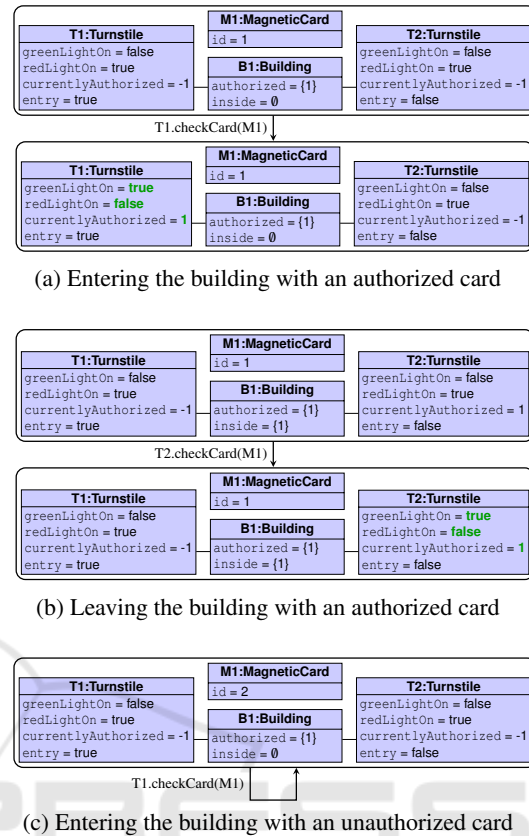 M1:MagneticCard
id = 1
T1:Turnstile
greenLightOn = false
redLightOn = true
currentlyAuthorized = -1
entry = true
B1:Building
authorized = {1}
inside = ∅
T2:Turnstile
greenLightOn = false
redLightOn = true
currentlyAuthorized = -1
entry = false
T1.checkCard(M1)
T1:Turnstile
greenLightOn = true
redLightOn = false
currentlyAuthorized = 1
entry = true
M1:MagneticCard
id = 1
B1:Building
authorized = {1}
inside = ∅
T2:Turnstile
greenLightOn = false
redLightOn = true
currentlyAuthorized = -1
entry = false
(a) Entering the building with an authorized card
T1:Turnstile
greenLightOn = false
redLightOn = true
currentlyAuthorized = -1
entry = true
M1:MagneticCard
id = 1
B1:Building
authorized = {1}
inside = {1}
T2:Turnstile
greenLightOn = false
redLightOn = true
currentlyAuthorized = 1
entry = false
T2.checkCard(M1)
T1:Turnstile
greenLightOn = false
redLightOn = true
currentlyAuthorized = -1
entry = true
M1:MagneticCard
id = 1
B1:Building
authorized = {1}
inside = {1}
T2:Turnstile
greenLightOn = true
redLightOn = false
currentlyAuthorized = 1
entry = false
(b) Leaving the building with an authorized card
T1:Turnstile
greenLightOn = false
redLightOn = true
currentlyAuthorized = -1
entry = true
M1:MagneticCard
id = 2
B1:Building
authorized = {1}
inside = ∅
T2:Turnstile
greenLightOn = false
redLightOn = true
currentlyAuthorized = -1
entry = false
T1.checkCard(M1)
(c) Entering the building with an unauthorized card